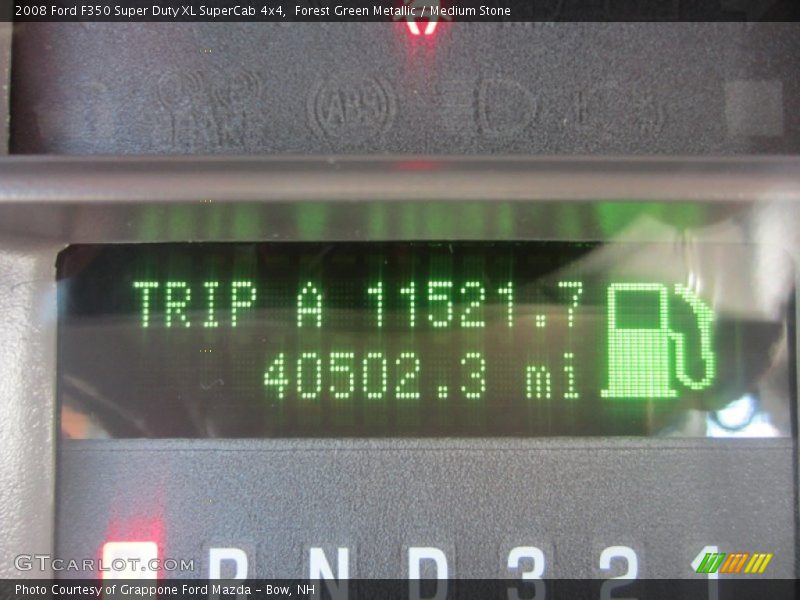 2008 Ford F350 Super Duty XL SuperCab 4x4, Forest Green Metallic / Medium Stone
ABS
TRIP A 11521.7
40502.3 mi
R N D 3 2 1
GTCARLOT.COM
Photo Courtesy of Grappone Ford Mazda - Bow, NH